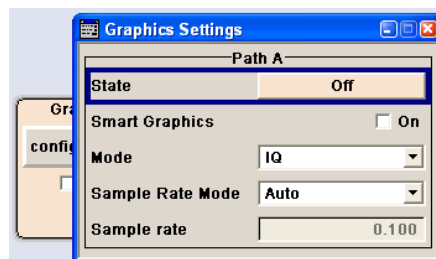 Graphics Settings
Path A
State Off
Smart Graphics On
Mode IQ
Sample Rate Mode Auto
Sample rate 0.100